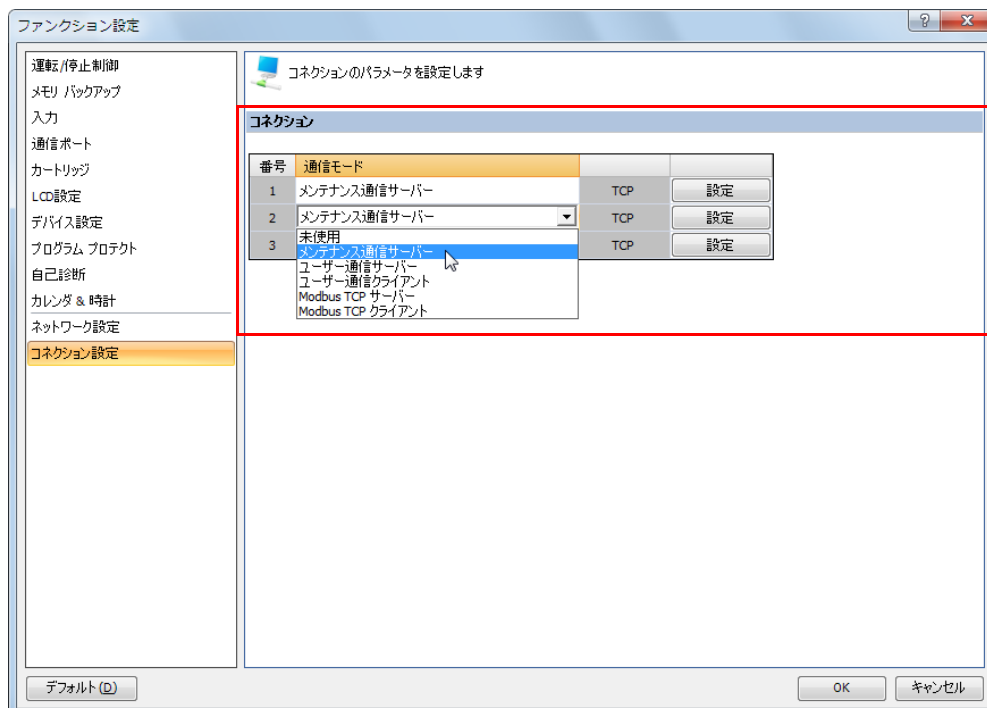 ファンクション設定
?
X
運転/停止制御
メモリ バックアップ
入力
通信ポート
カートリッジ
LCD設定
デバイス設定
プログラム プロテクト
自己診断
カレンダ & 時計
ネットワーク設定
コネクション設定
コネクションのパラメータを設定します
コネクション
番号 通信モード
1 メンテナンス通信サーバー TCP 設定
2 メンテナンス通信サーバー TCP 設定
3 TCP 設定
未使用
メンテナンス通信サーバー
ユーザー通信サーバー
ユーザー通信クライアント
Modbus TCP サーバー
Modbus TCP クライアント
デフォルト(D)
OK
キャンセル